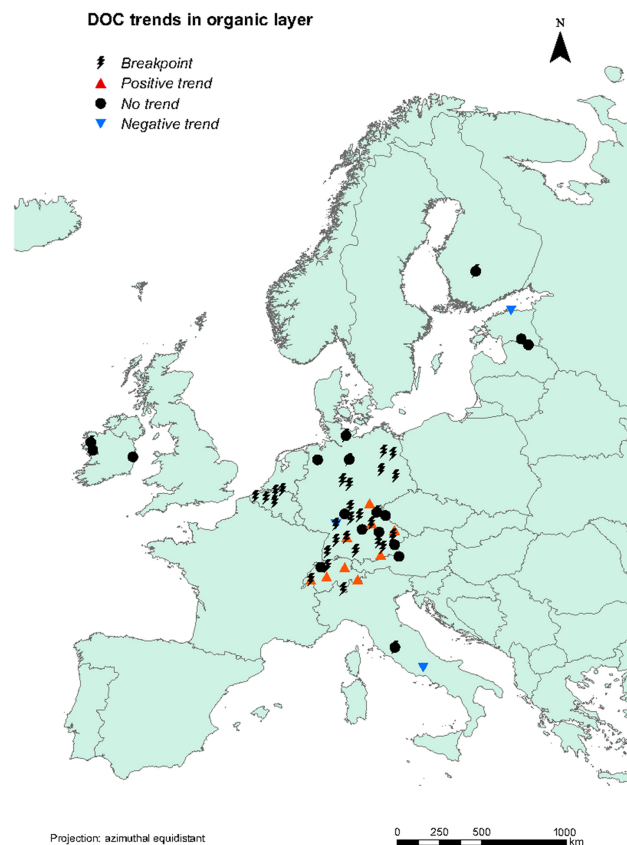 DOC trends in organic layer
N
Breakpoint
Positive trend
No trend
Negative trend
Projection: azimuthal equidistant
0 250 500 1000
km